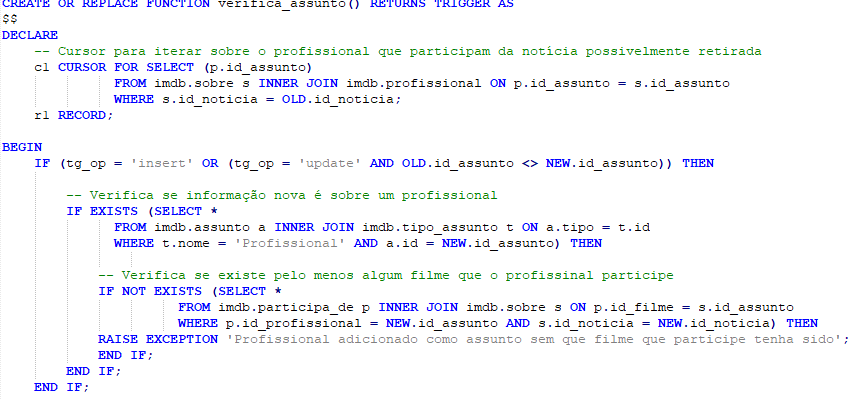 CREATE OR REPLACE FUNCTION verifica_assunto() RETURNS TRIGGER AS
$$
DECLARE
-- Cursor para iterar sobre o profissional que participam da notícia possivelmente retirada
c1 CURSOR FOR SELECT (p.id_assunto)
FROM imdb.sobre s INNER JOIN imdb.profissional ON p.id_assunto = s.id_assunto
WHERE s.id_noticia = OLD.id_noticia;
r1 RECORD;
BEGIN
IF (tg_op = 'insert' OR (tg_op = 'update' AND OLD.id_assunto <> NEW.id_assunto)) THEN
-- Verifica se informação nova é sobre um profissional
IF EXISTS (SELECT *
FROM imdb.assunto a INNER JOIN imdb.tipo_assunto t ON a.tipo = t.id
WHERE t.nome = 'Profissional' AND a.id = NEW.id_assunto) THEN
-- Verifica se existe pelo menos algum filme que o profissinal participe
IF NOT EXISTS (SELECT *
FROM imdb.participa_de p INNER JOIN imdb.sobre s ON p.id_filme = s.id_assunto
WHERE p.id_profissional = NEW.id_assunto AND s.id_noticia = NEW.id_noticia) THEN
RAISE EXCEPTION 'Profissional adicionado como assunto sem que filme que participe tenha sido';
END IF;
END IF;
END IF;